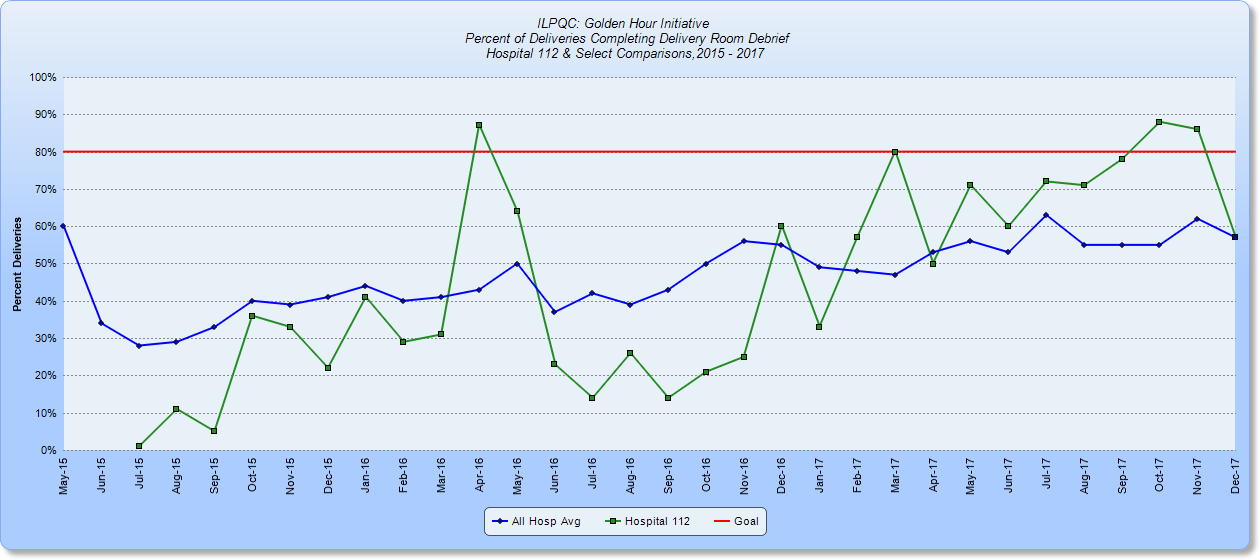 ILPQC: Golden Hour Initiative
Percent of Deliveries Completing Delivery Room Debrief
Hospital 112 & Select Comparisons,2015 - 2017
Percent Deliveries
100%
90%
80%
70%
60%
50%
40%
30%
20%
10%
0%
May-15
Jun-15
Jul-15
Aug-15
Sep-15
Oct-15
Nov-15
Dec-15
Jan-16
Feb-16
Mar-16
Apr-16
May-16
Jun-16
Jul-16
Aug-16
Sep-16
Oct-16
Nov-16
Dec-16
Jan-17
Feb-17
Mar-17
Apr-17
May-17
Jun-17
Jul-17
Aug-17
Sep-17
Oct-17
Nov-17
Dec-17
All Hosp Avg Hospital 112 Goal